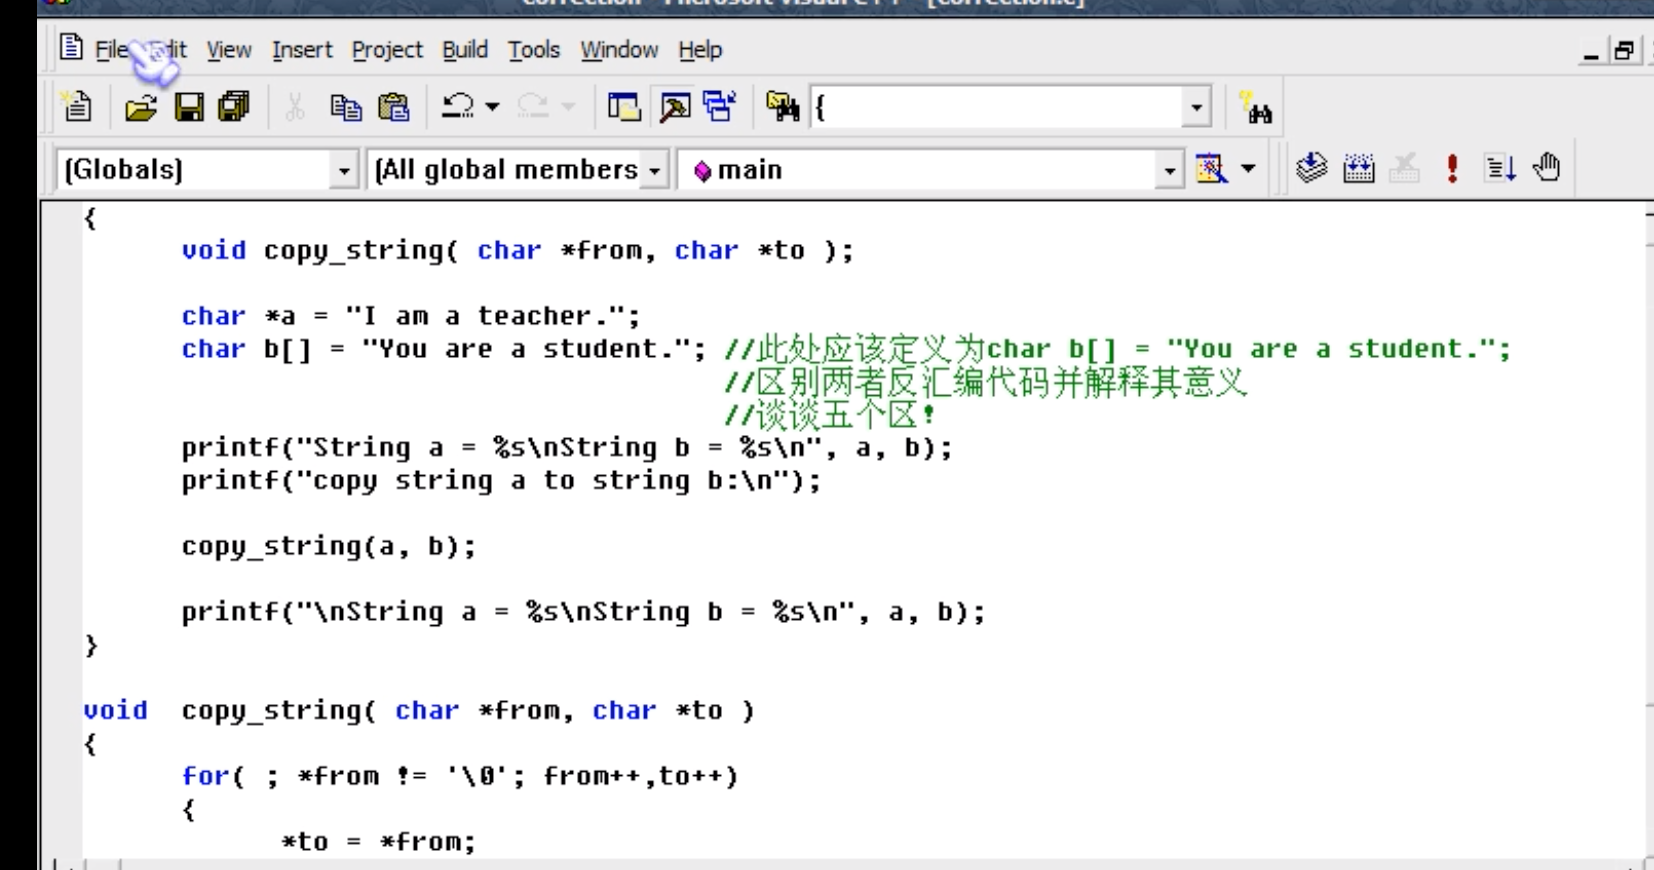 File Edit View Insert Project Build Tools Window Help
{
(Globals) (All global members main
{
void copy_string( char *from, char *to );
char *a = "I am a teacher.";
char b[] = "You are a student."; //此处应该定义为char b[] = "You are a student.";
//区别两者反汇编代码并解释其意义
//谈谈五个区!
printf("String a = %s\nString b = %s\n", a, b);
printf("copy string a to string b:\n");
copy_string(a, b);
printf("\nString a = %s\nString b = %s\n", a, b);
}
void copy_string( char *from, char *to )
{
for( ; *from != '\0'; from++,to++)
{
*to = *from;